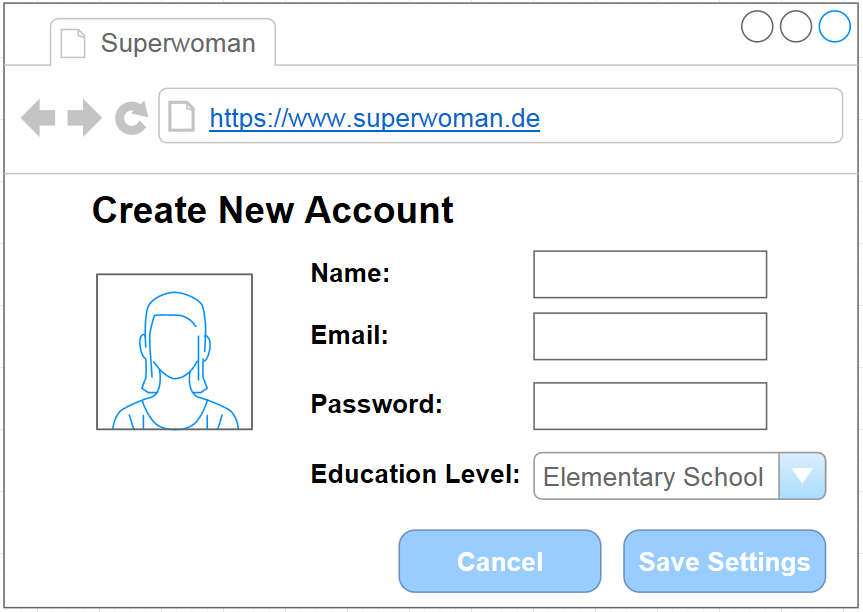 Superwoman
https://www.superwoman.de
Create New Account
Name:
Email:
Password:
Education Level: Elementary School
Cancel Save Settings